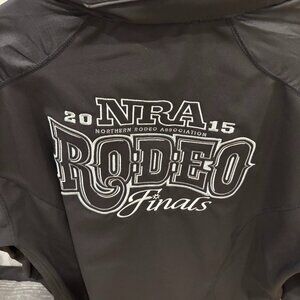 20 NRA 15
NORTHERN RODEO ASSOCIATION
RODEO
Finals